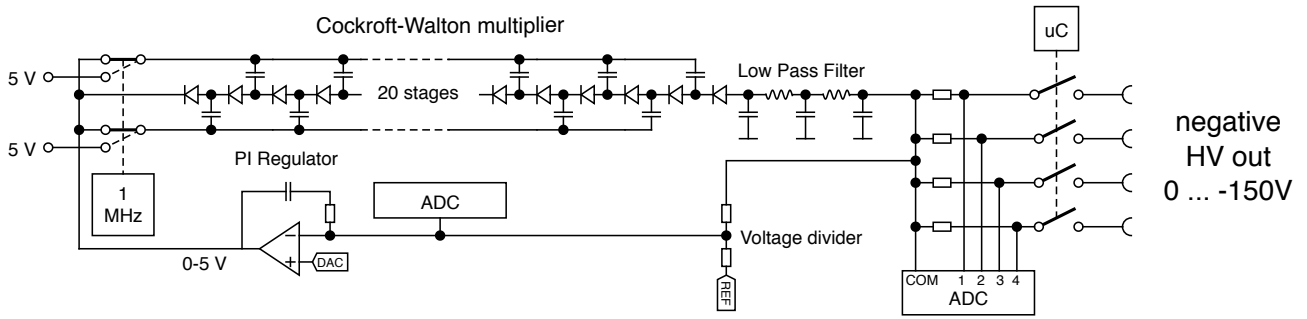 Cockroft-Walton multiplier
uC
5 V
Low Pass Filter
20 stages
5 V
negative
HV out
0 ... -150V
PI Regulator
1
MHz
ADC
Voltage divider
0-5 V
DAC
REF
COM 1 2 3 4
ADC